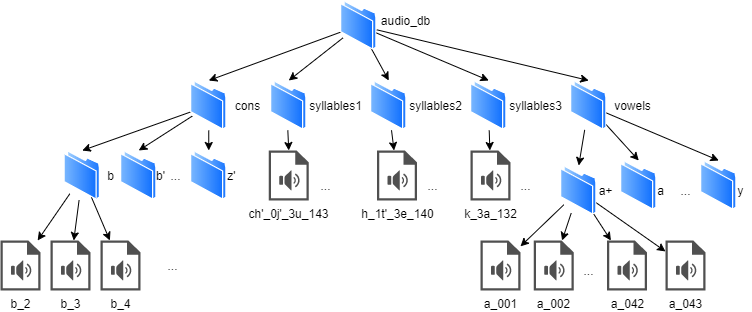 audio_db
cons
syllables1
syllables2
syllables3
vowels
b
b' ...
z'
ch'_0j'_3u_143
...
h_1t'_3e_140
...
k_3a_132
...
a+
a
...
y
b_2
b_3
b_4
...
a_001
a_002
...
a_042
a_043